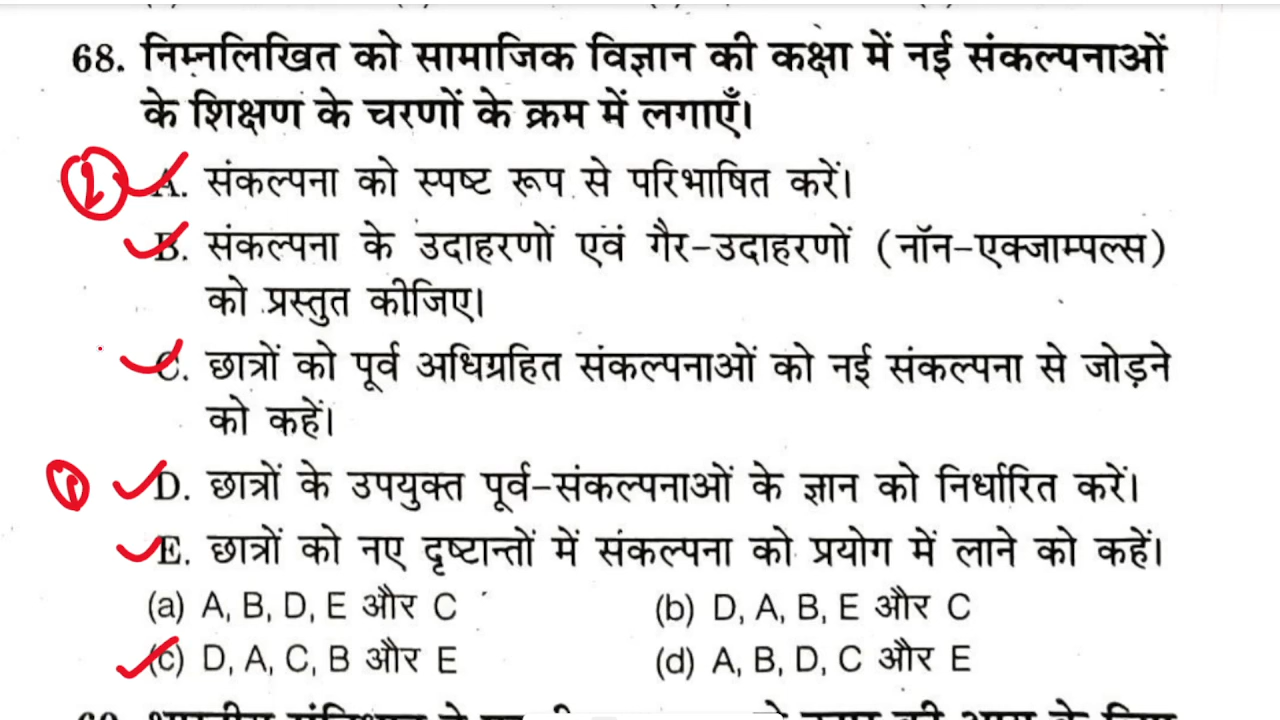 68. निम्नलिखित को सामाजिक विज्ञान की कक्षा में नई संकल्पनाओं
के शिक्षण के चरणों के क्रम में लगाएँ।
2 A. संकल्पना को स्पष्ट रूप से परिभाषित करें।
B. संकल्पना के उदाहरणों एवं गैर-उदाहरणों (नॉन-एक्जाम्पल्स)
को प्रस्तुत कीजिए।
C. छात्रों को पूर्व अधिग्रहित संकल्पनाओं को नई संकल्पना से जोड़ने
को कहें।
D. छात्रों के उपयुक्त पूर्व-संकल्पनाओं के ज्ञान को निर्धारित करें।
E. छात्रों को नए दृष्टान्तों में संकल्पना को प्रयोग में लाने को कहें।
(a) A, B, D, E और C (b) D, A, B, E और C
(c) D, A, C, B और E (d) A, B, D, C और E